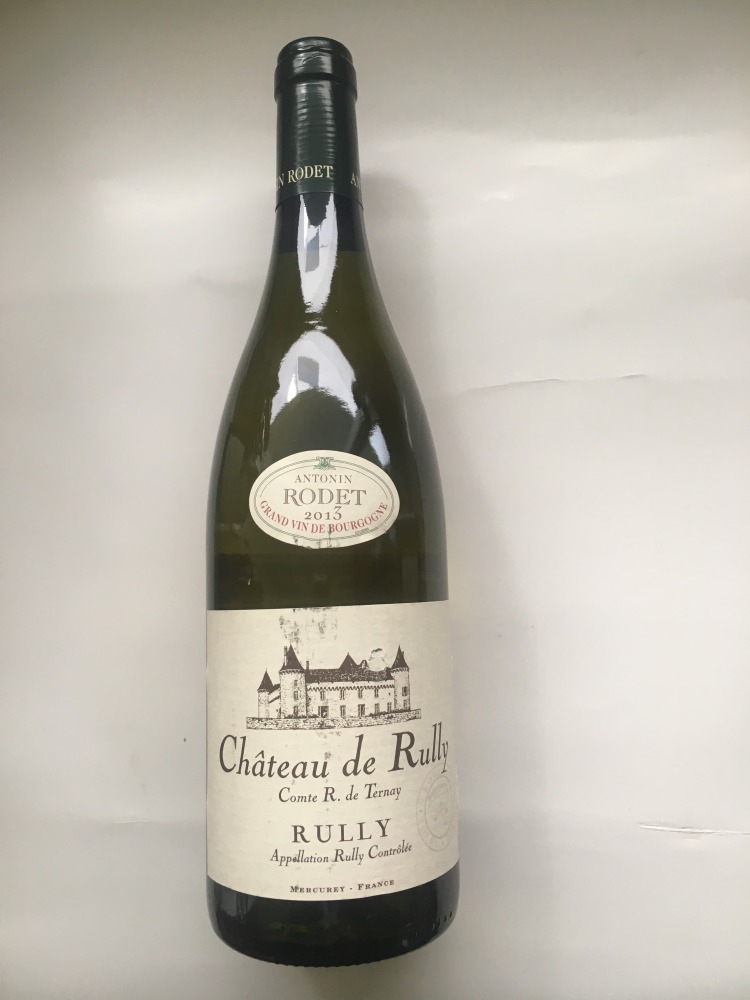 N RODET
A
ANTONIN
RODET
2013
GRAND VIN DE BOURGOGNE
Château de Rully
Comte R. de Ternay
RULLY
Appellation Rully Contrôlée
MERCUREY - FRANCE